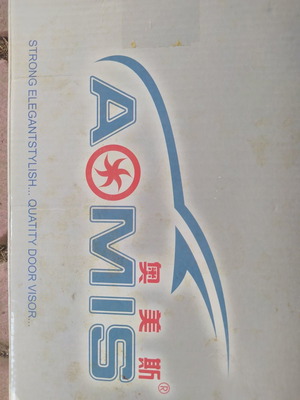 AOMIS
奥美斯®
STRONG ELEGANTSTYLISH... QUATITY DOOR VISOR...